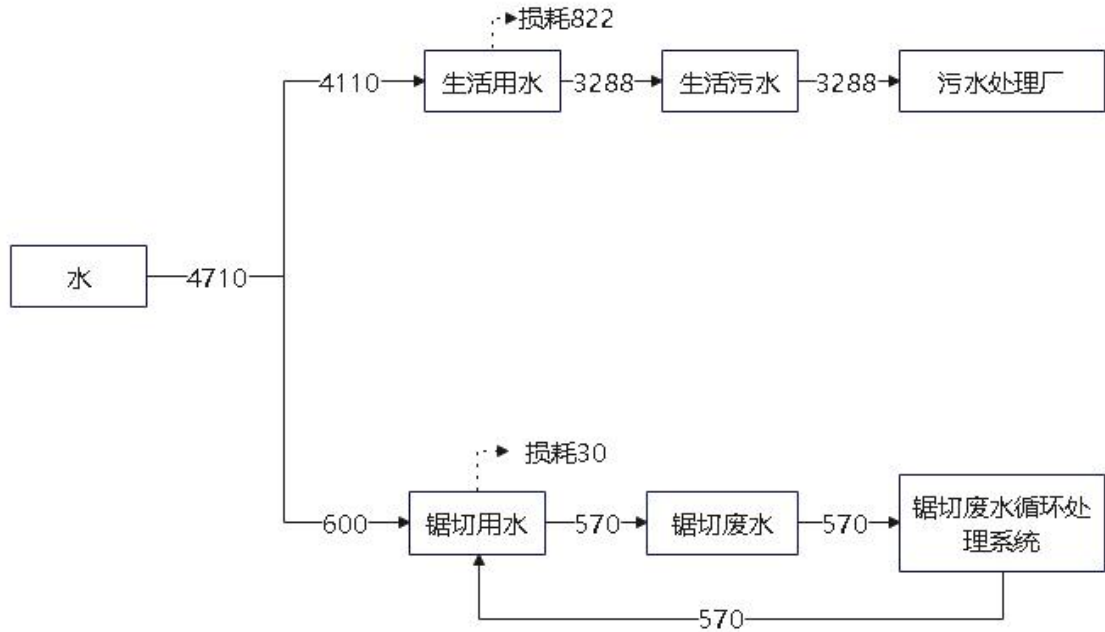 损耗822
4110
生活用水
3288
生活污水
3288
污水处理厂
水
4710
损耗30
600
锯切用水
570
锯切废水
570
锯切废水循环处
理系统
570